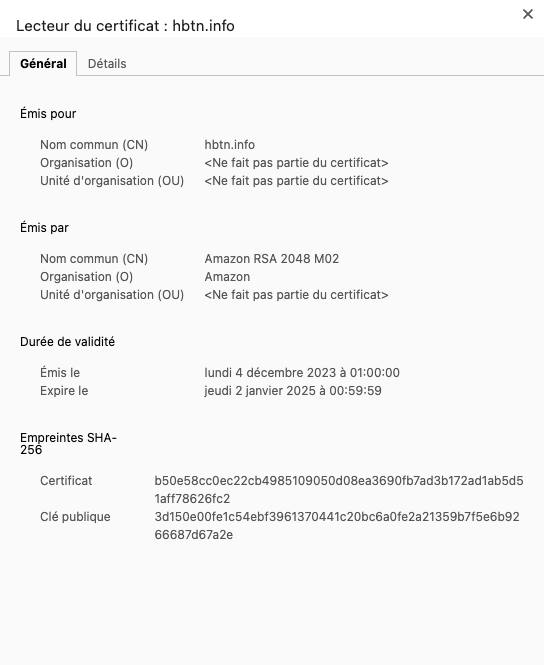 Lecteur du certificat : hbtn.info
Général Détails
Émis pour
Nom commun (CN) hbtn.info
Organisation (O) <Ne fait pas partie du certificat>
Unité d'organisation (OU) <Ne fait pas partie du certificat>
Émis par
Nom commun (CN) Amazon RSA 2048 M02
Organisation (O) Amazon
Unité d'organisation (OU) <Ne fait pas partie du certificat>
Durée de validité
Émis le lundi 4 décembre 2023 à 01:00:00
Expire le jeudi 2 janvier 2025 à 00:59:59
Empreintes SHA-
256
Certificat b50e58cc0ec22cb4985109050d08ea3690fb7ad3b172ad1ab5d5
1aff78626fc2
Clé publique 3d150e00fe1c54ebf3961370441c20bc6a0fe2a21359b7f5e6b92
66687d67a2e